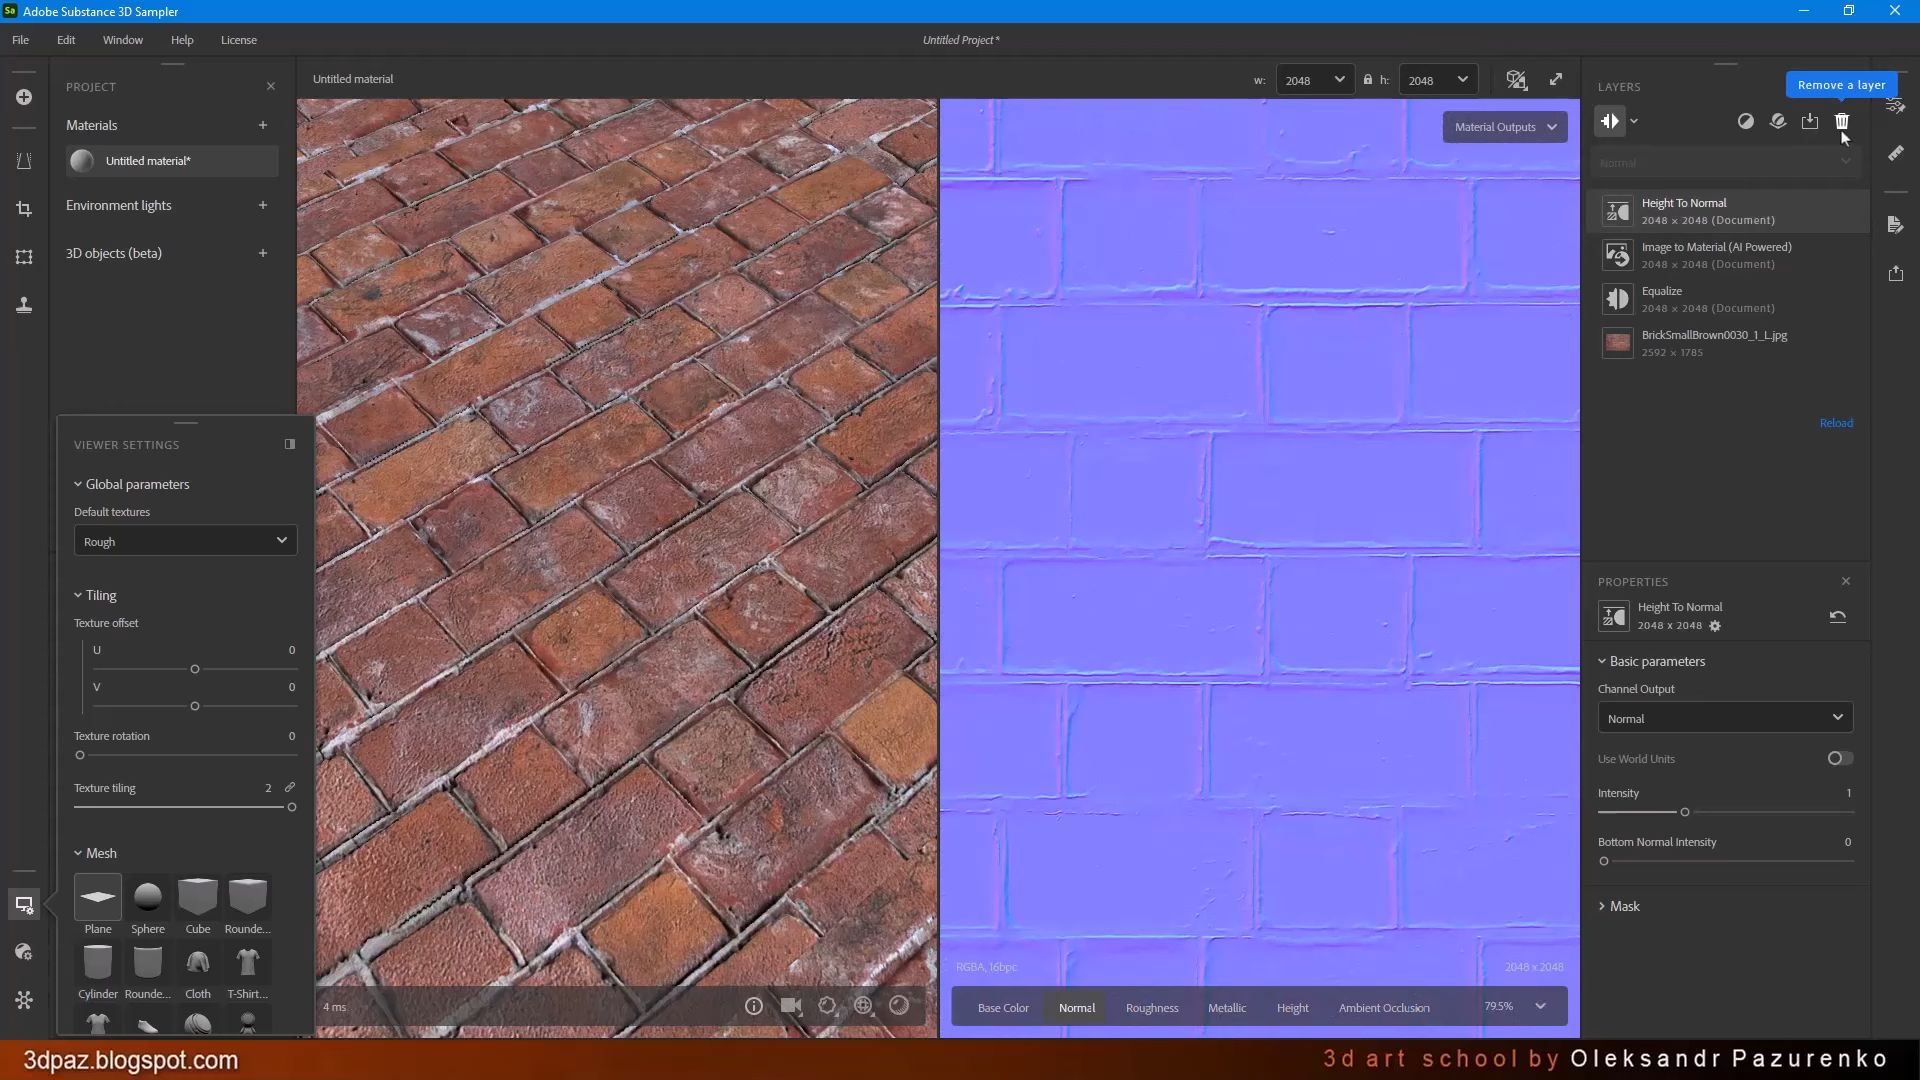 Sa Adobe Substance 3D Sampler
File Edit Window Help License
Untitled Project*
PROJECT
Materials
Untitled material*
Environment lights
3D objects (beta)
Untitled material
w: 2048 h: 2048
Material Outputs
RGBA, 16bpc
2048 x 2048
4 ms
Base Color Normal Roughness Metallic Height Ambient Occlusion 79.5%
VIEWER SETTINGS
Global parameters
Default textures
Rough
Tiling
Texture offset
U 0
V 0
Texture rotation 0
Texture tiling 2
Mesh
Plane Sphere Cube Rounde...
Cylinder Rounde... Cloth T-Shirt...
LAYERS
Remove a layer
Normal
Height To Normal
2048 x 2048 (Document)
Image to Material (AI Powered)
2048 x 2048 (Document)
Equalize
2048 x 2048 (Document)
BrickSmallBrown0030_1_L.jpg
2592 x 1785
Reload
PROPERTIES
Height To Normal
2048 x 2048
Basic parameters
Channel Output
Normal
Use World Units
Intensity 1
Bottom Normal Intensity 0
Mask
3dpaz.blogspot.com
3d art school by Oleksandr Pazurenko